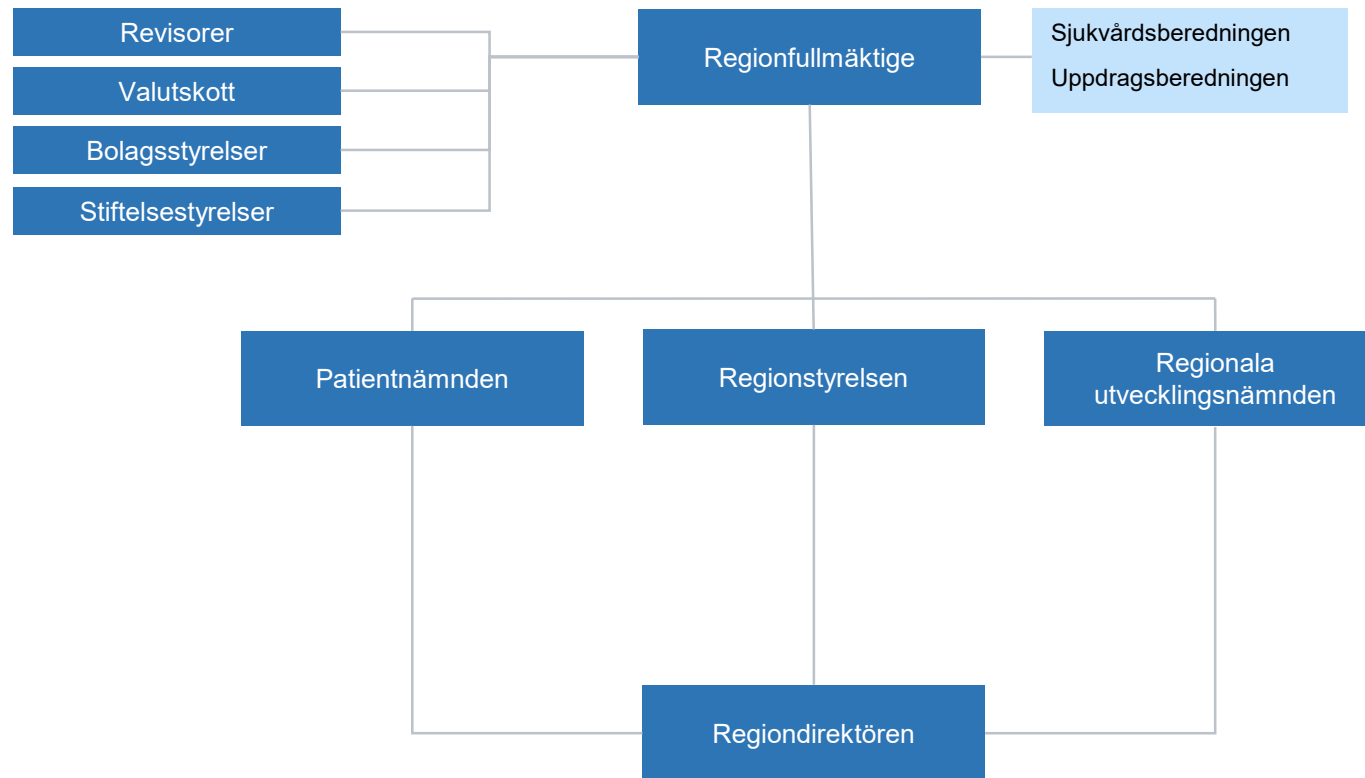 Revisorer
Valutskott
Bolagsstyrelser
Stiftelsestyrelser
Regionfullmäktige
Sjukvårdsberedningen
Uppdragsberedningen
Patientnämnden
Regionstyrelsen
Regionala
utvecklingsnämnden
Regiondirektören